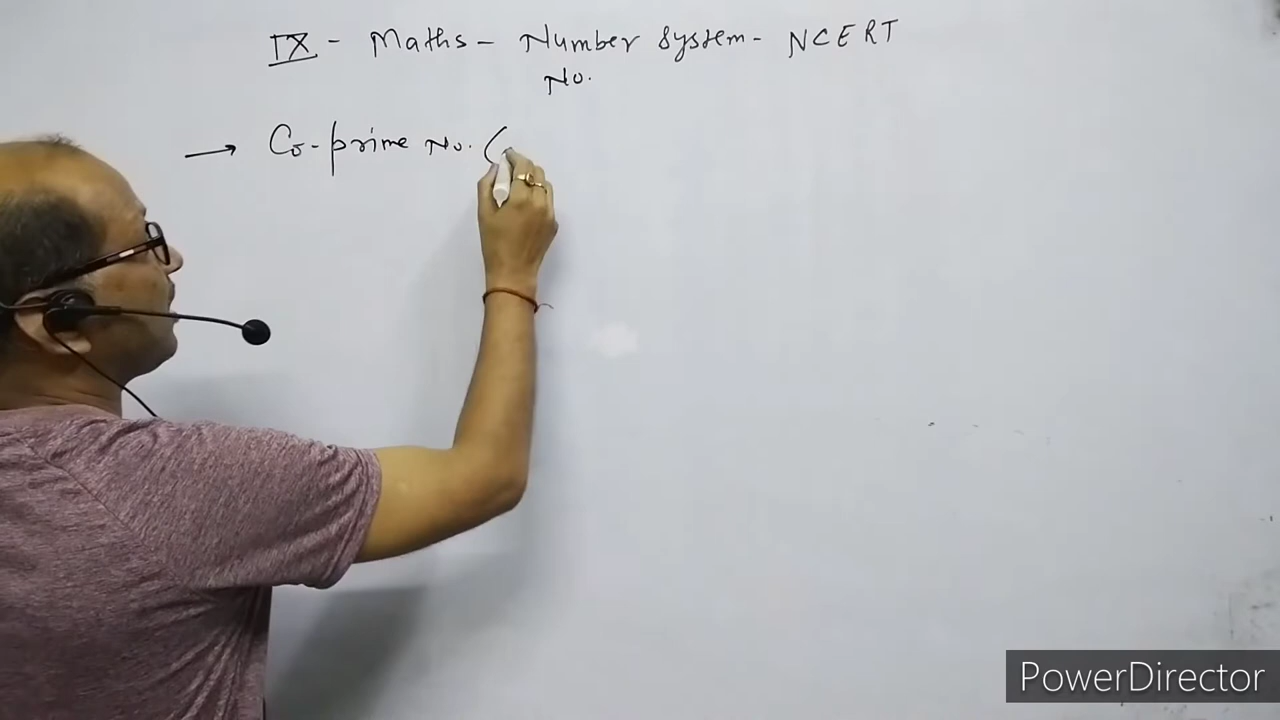 IX - Maths - Number System - NCERT
No.
→ Co-prime No. (
PowerDirector